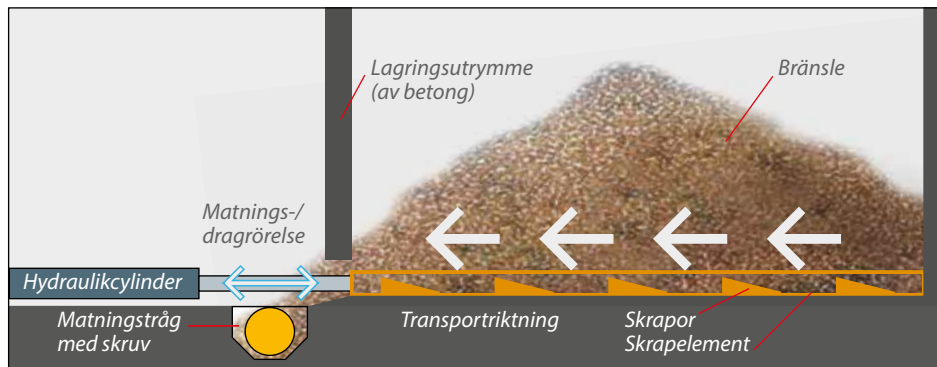 Lagringsutrymme
(av betong)
Bränsle
Matnings-/
dragrörelse
Hydraulikcylinder
Matningstråg
med skruv
Transportriktning
Skrapor
Skrapelement